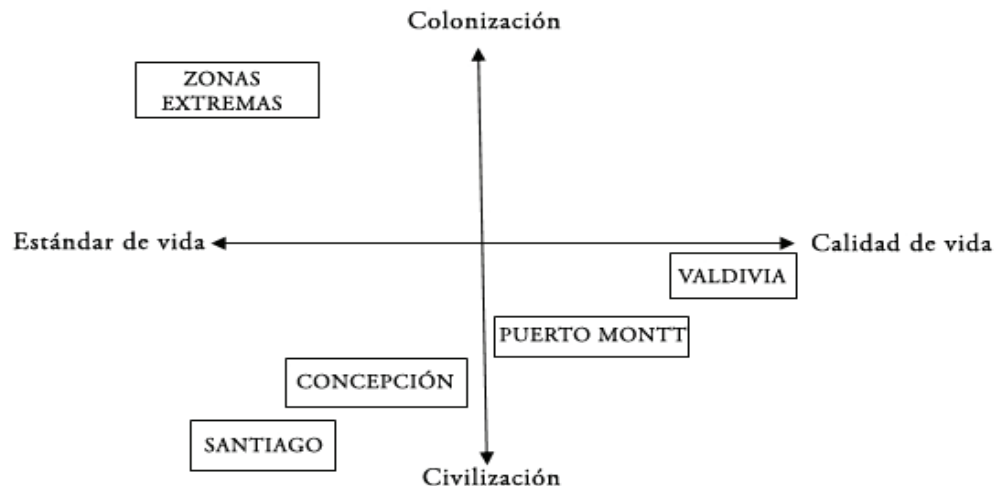 Colonización
ZONAS
EXTREMAS
Estándar de vida
Calidad de vida
VALDIVIA
PUERTO MONTT
CONCEPCIÓN
SANTIAGO
Civilización